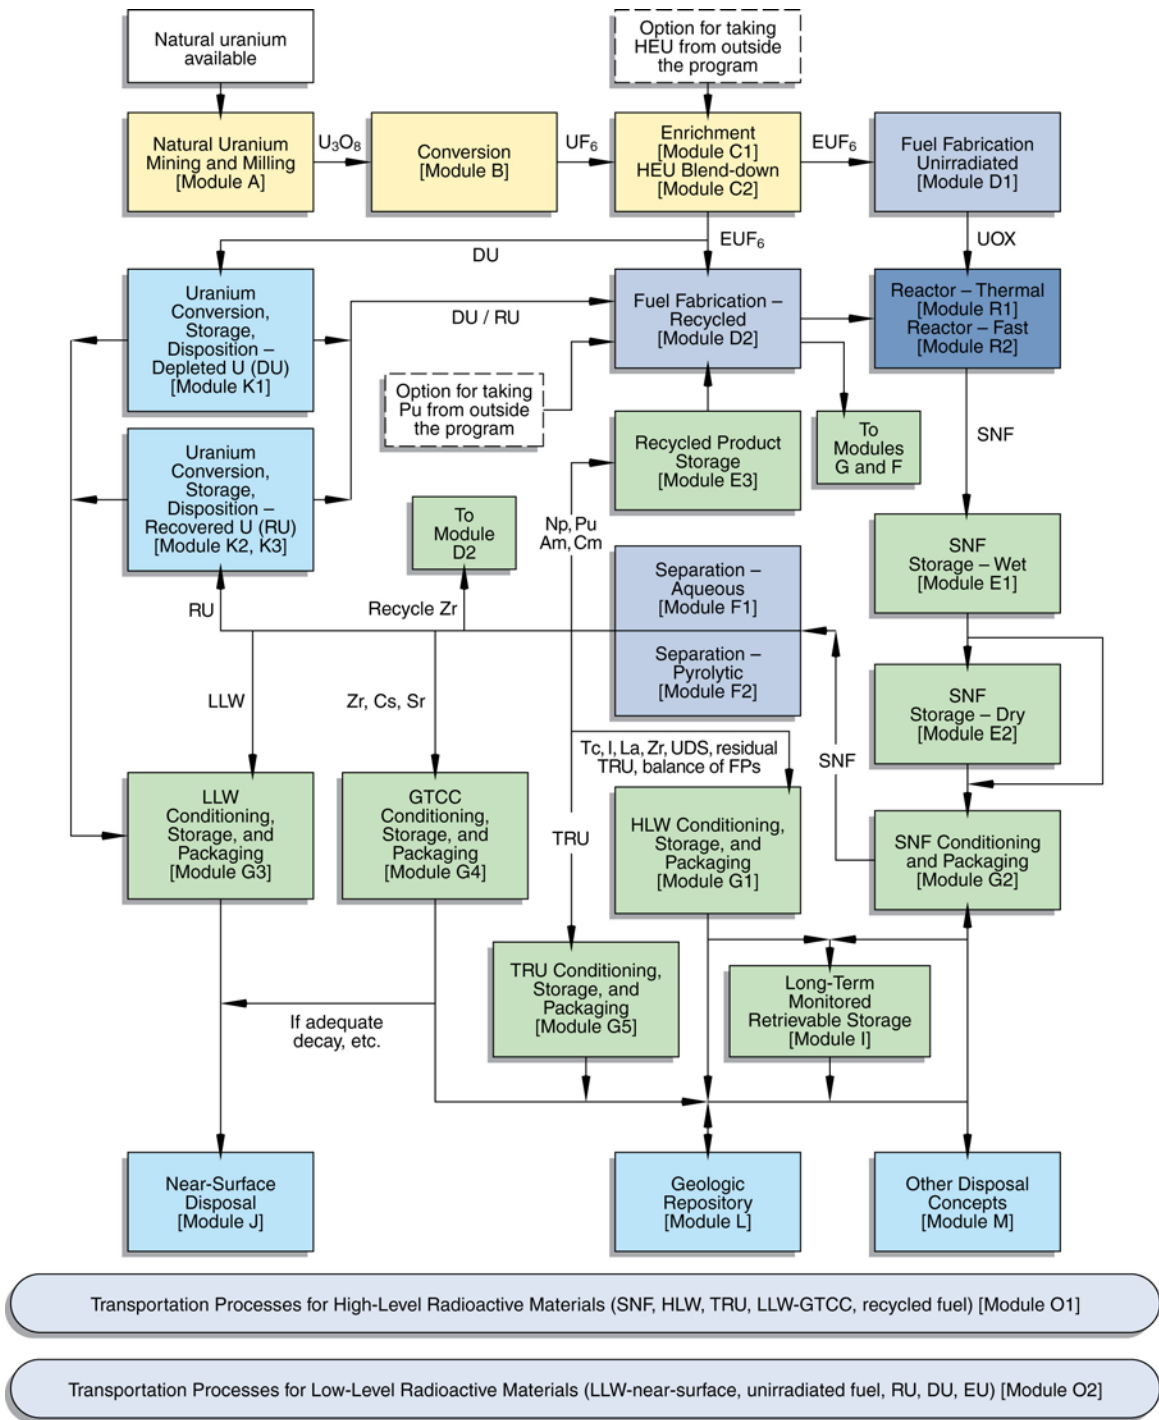 Natural uranium
available
Option for taking
HEU from outside
the program
Natural Uranium
Mining and Milling
[Module A]
U₃O₈
Conversion
[Module B]
UF₆
Enrichment
[Module C1]
HEU Blend-down
[Module C2]
EUF₆
Fuel Fabrication
Unirradiated
[Module D1]
DU
EUF₆
UOX
Uranium
Conversion,
Storage,
Disposition –
Depleted U (DU)
[Module K1]
DU / RU
Fuel Fabrication –
Recycled
[Module D2]
Reactor – Thermal
[Module R1]
Reactor – Fast
[Module R2]
Option for taking
Pu from outside
the program
To
Modules
G and F
SNF
Uranium
Conversion,
Storage,
Disposition –
Recovered U (RU)
[Module K2, K3]
Recycled Product
Storage
[Module E3]
To
Module
D2
Np, Pu
Am, Cm
SNF
Storage – Wet
[Module E1]
Separation –
Aqueous
[Module F1]
RU
Recycle Zr
Separation –
Pyrolytic
[Module F2]
SNF
Storage – Dry
[Module E2]
LLW
Zr, Cs, Sr
Tc, I, La, Zr, UDS, residual
TRU, balance of FPs
SNF
LLW
Conditioning,
Storage, and
Packaging
[Module G3]
GTCC
Conditioning,
Storage, and
Packaging
[Module G4]
TRU
HLW Conditioning,
Storage, and
Packaging
[Module G1]
SNF Conditioning
and Packaging
[Module G2]
TRU Conditioning,
Storage, and
Packaging
[Module G5]
Long-Term
Monitored
Retrievable Storage
[Module I]
If adequate
decay, etc.
Near-Surface
Disposal
[Module J]
Geologic
Repository
[Module L]
Other Disposal
Concepts
[Module M]
Transportation Processes for High-Level Radioactive Materials (SNF, HLW, TRU, LLW-GTCC, recycled fuel) [Module O1]
Transportation Processes for Low-Level Radioactive Materials (LLW-near-surface, unirradiated fuel, RU, DU, EU) [Module O2]